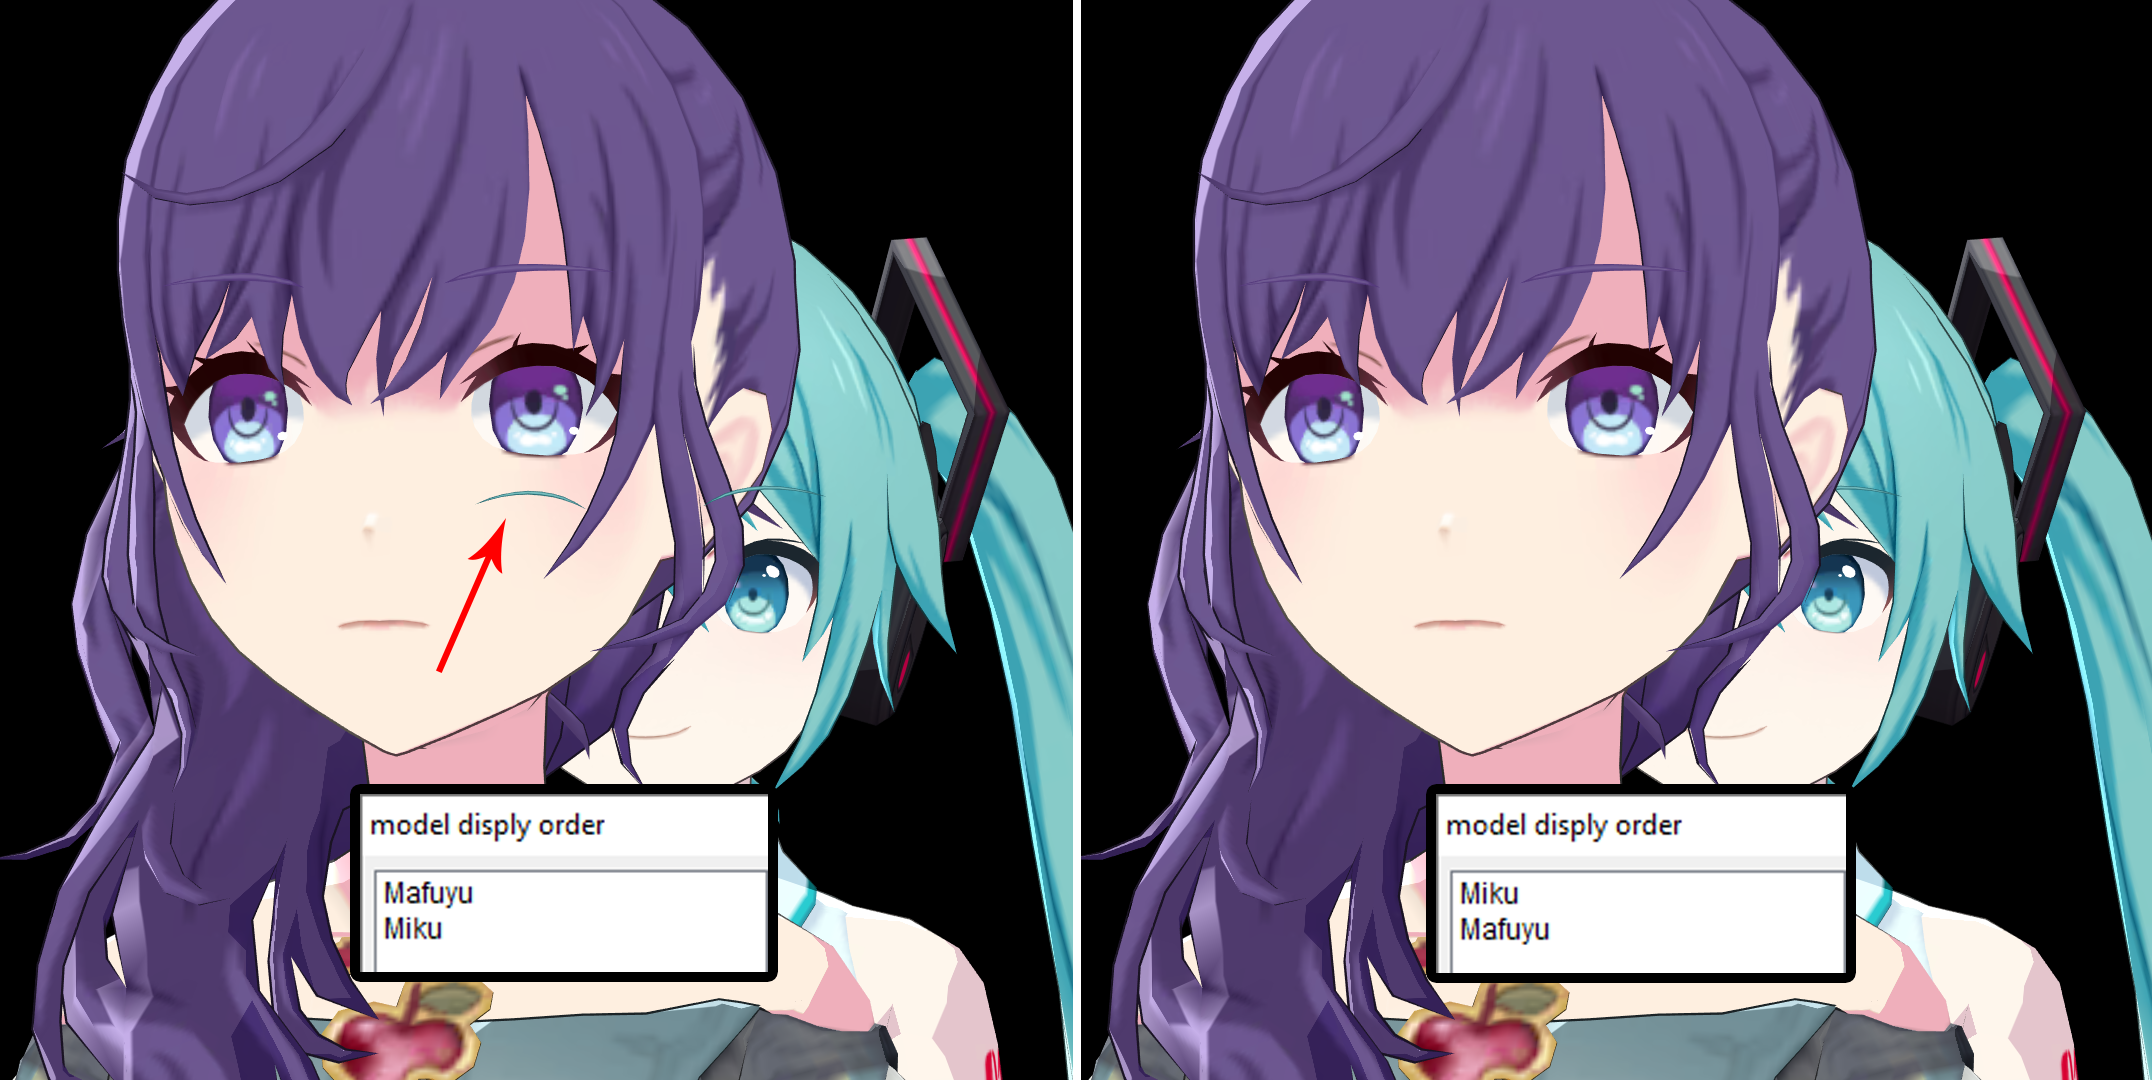 model disply order
Mafuyu
Miku
model disply order
Miku
Mafuyu